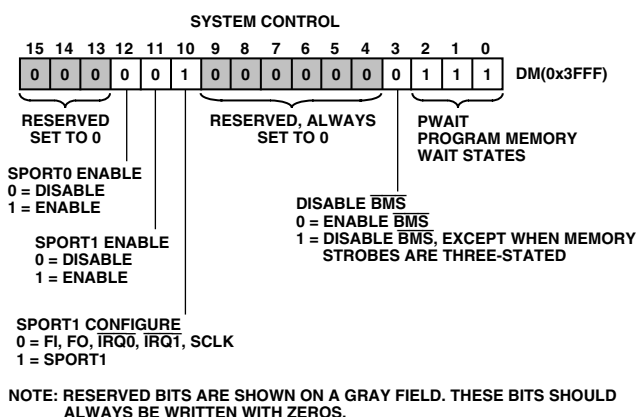 SYSTEM CONTROL
15 14 13 12 11 10 9 8 7 6 5 4 3 2 1 0
0 0 0 0 0 1 0 0 0 0 0 0 0 1 1 1 DM(0x3FFF)
RESERVED
SET TO 0
RESERVED, ALWAYS
SET TO 0
PWAIT
PROGRAM MEMORY
WAIT STATES
SPORT0 ENABLE
0 = DISABLE
1 = ENABLE
DISABLE BMS
0 = ENABLE BMS
1 = DISABLE BMS, EXCEPT WHEN MEMORY
STROBES ARE THREE-STATED
SPORT1 ENABLE
0 = DISABLE
1 = ENABLE
SPORT1 CONFIGURE
0 = FI, FO, IRQ0, IRQ1, SCLK
1 = SPORT1
NOTE: RESERVED BITS ARE SHOWN ON A GRAY FIELD. THESE BITS SHOULD
ALWAYS BE WRITTEN WITH ZEROS.